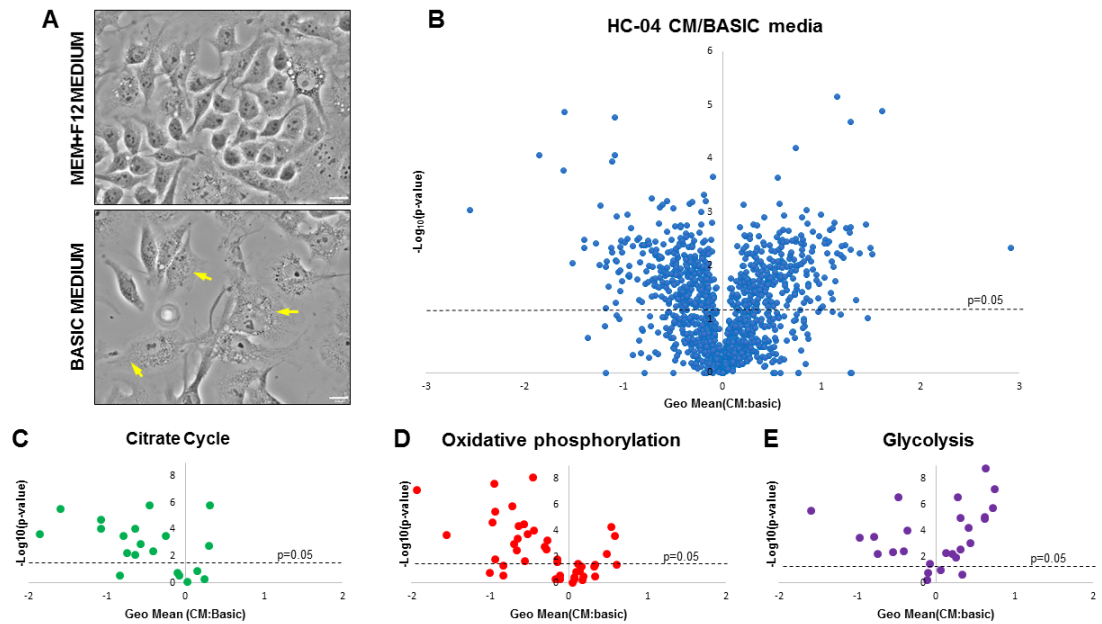 A
MEM+F12 MEDIUM
BASIC MEDIUM
B
HC-04 CM/BASIC media
-Log₁₀(p-value)
6
5
4
3
2
1
0
p=0.05
-3
-2
-1
0
1
2
3
Geo Mean(CM:basic)
C
Citrate Cycle
-Log10(p-value)
8
6
4
2
0
p=0.05
-2
-1
0
1
2
Geo Mean (CM:Basic)
D
Oxidative phosphorylation
-Log10(p-value)
8
6
4
2
0
p=0.05
-2
-1
0
1
2
Geo Mean(CM:basic)
E
Glycolysis
-Log10(p-value)
8
6
4
2
0
p=0.05
-2
-1
0
1
2
Geo Mean(CM:basic)